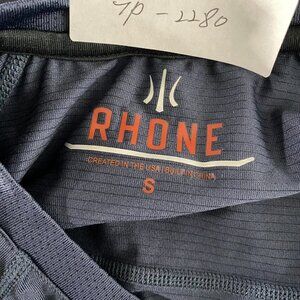 7p - 2280
RHONE
CREATED IN THE USA | BUILT IN CHINA
S